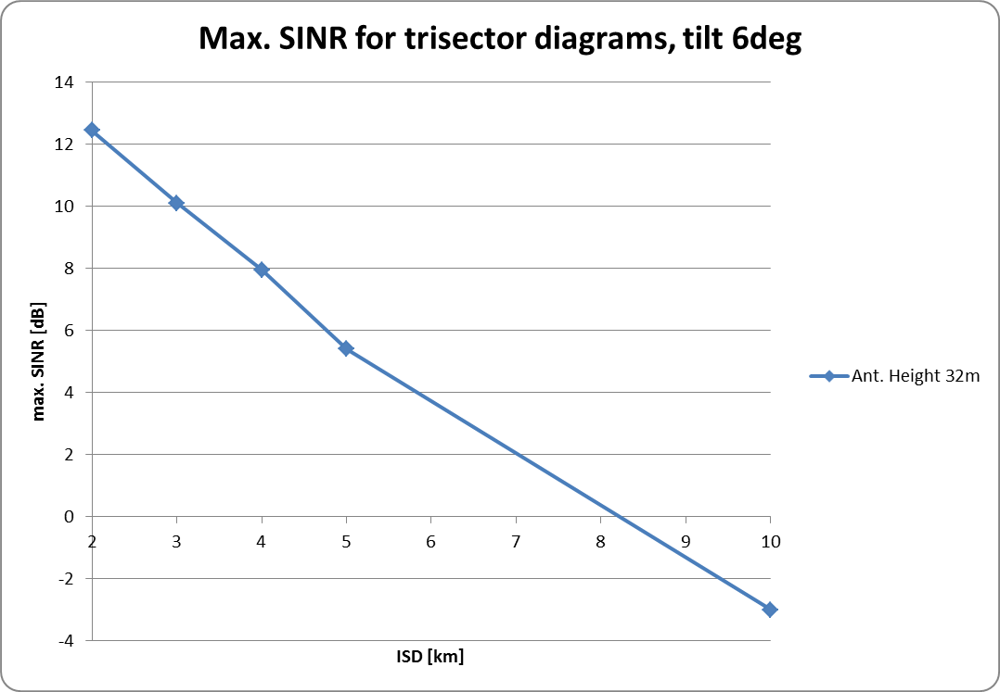 Max. SINR for trisector diagrams, tilt 6deg
14
12
10
8
6
4
2
0
-2
-4
max. SINR [dB]
2 3 4 5 6 7 8 9 10
ISD [km]
Ant. Height 32m